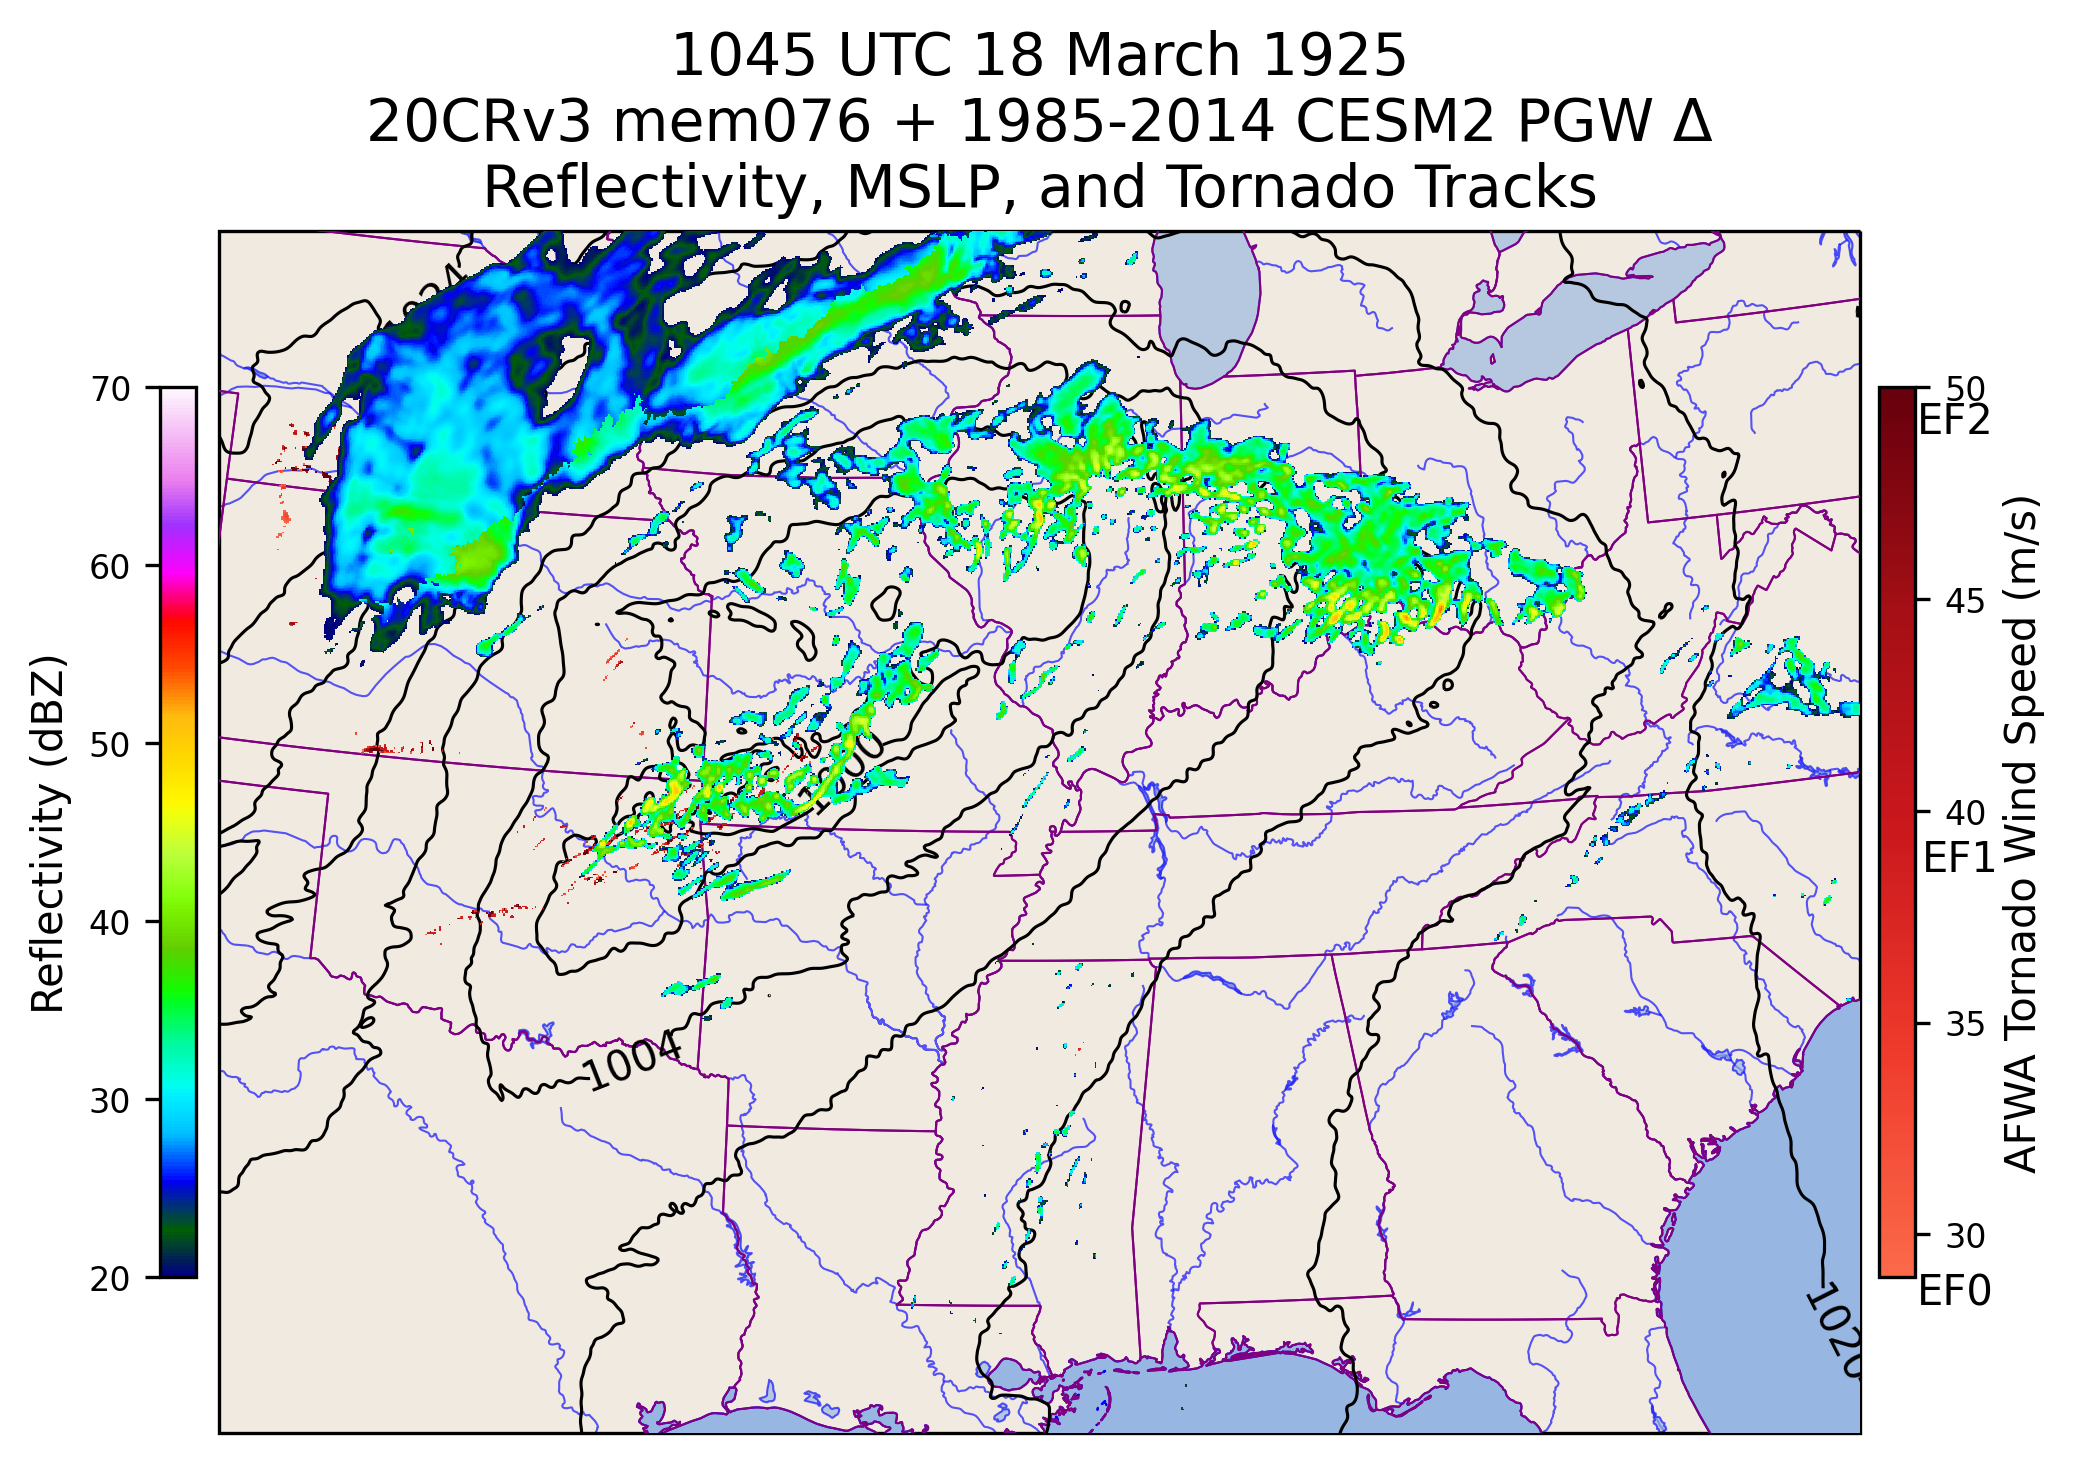 1045 UTC 18 March 1925
20CRv3 mem076 + 1985-2014 CESM2 PGW Δ
Reflectivity, MSLP, and Tornado Tracks
70
60
50
40
30
20
Reflectivity (dBZ)
1000
1004
1020
50
EF2
45
40
EF1
35
30
EF0
AFWA Tornado Wind Speed (m/s)